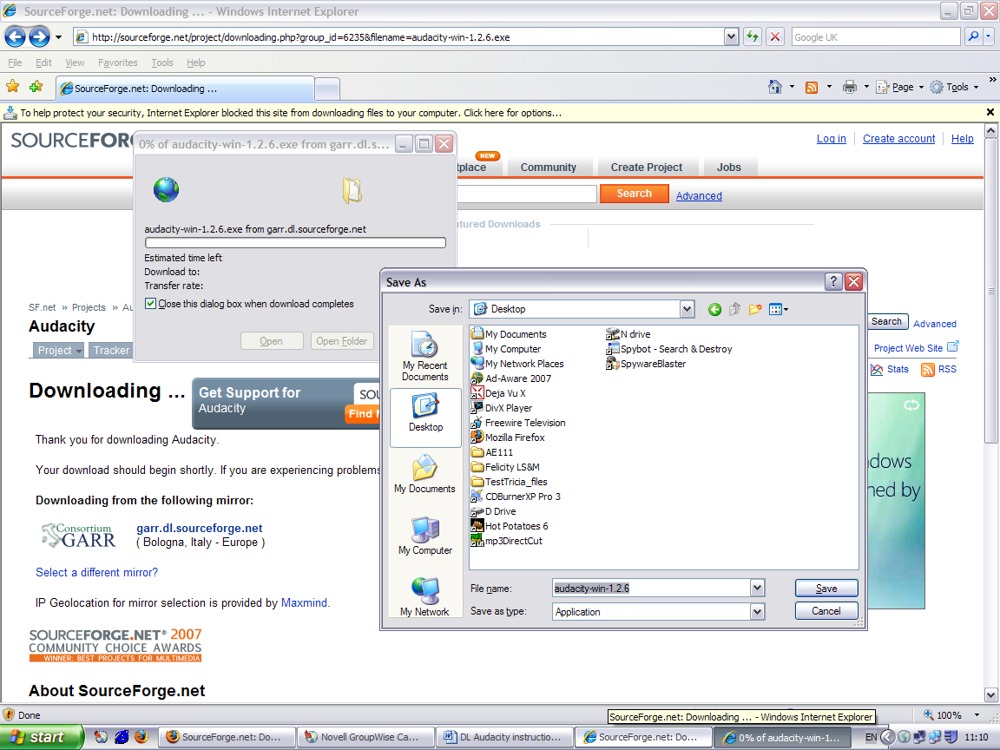 SourceForge.net: Downloading ... - Windows Internet Explorer
http://sourceforge.net/project/downloading.php?group_id=6235&filename=audacity-win-1.2.6.exe
Google UK
File Edit View Favorites Tools Help
SourceForge.net: Downloading ...
Page Tools
To help protect your security, Internet Explorer blocked this site from downloading files to your computer. Click here for options...
SOURCEFOR
Log in Create account Help
NEW
tplace Community Create Project Jobs
Search Advanced
tured Downloads
0% of audacity-win-1.2.6.exe from garr.dl.s...
audacity-win-1.2.6.exe from garr.dl.sourceforge.net
Estimated time left
Download to:
Transfer rate:
Close this dialog box when download completes
Open Open Folder
SF.net » Projects » Au
Audacity
Project Tracker
Search Advanced
Project Web Site
Stats RSS
Downloading ...
Get Support for
Audacity
SOU
Find
Thank you for downloading Audacity.
Your download should begin shortly. If you are experiencing problems
Downloading from the following mirror:
Consortium
GARR
garr.dl.sourceforge.net
( Bologna, Italy - Europe )
Select a different mirror?
IP Geolocation for mirror selection is provided by Maxmind.
SOURCEFORGE.NET® 2007
COMMUNITY CHOICE AWARDS
WINNER: BEST PROJECTS FOR MULTIMEDIA
About SourceForge.net
ndows
ned by
Save As
Save in: Desktop
My Recent
Documents
Desktop
My Documents
My Computer
My Network
My Documents
My Computer
My Network Places
Ad-Aware 2007
Deja Vu X
DivX Player
Freewire Television
Mozilla Firefox
AE111
Felicity LS&M
TestTricia_files
CDBurnerXP Pro 3
D Drive
Hot Potatoes 6
mp3DirectCut
N drive
Spybot - Search & Destroy
SpywareBlaster
File name: audacity-win-1.2.6 Save
Save as type: Application Cancel
Done
100%
SourceForge.net: Downloading ... - Windows Internet Explorer
start
SourceForge.net: Do...
Novell GroupWise Ca...
DL Audacity instructio...
SourceForge.net: Do...
0% of audacity-win-1...
EN
11:10